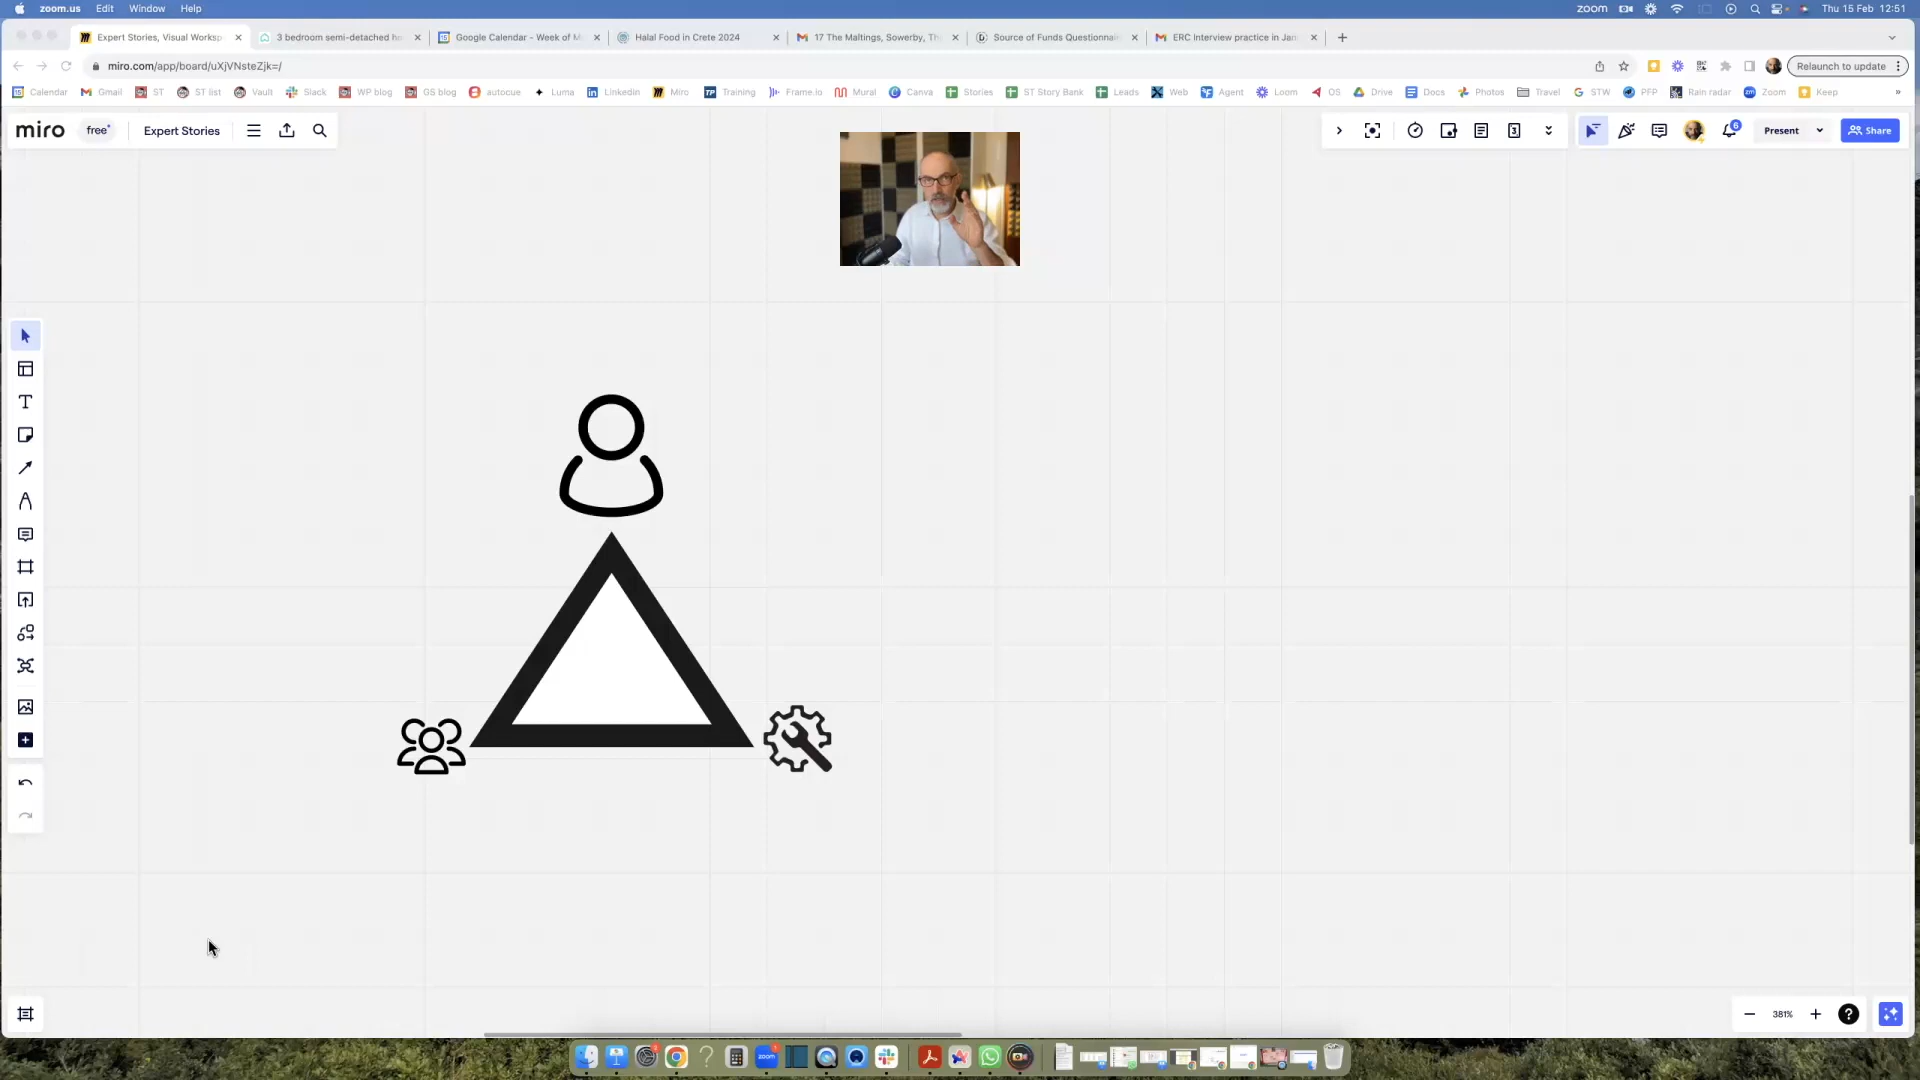 zoom.us Edit Window Help
zoom Thu 15 Feb 12:51
Expert Stories, Visual Worksp
3 bedroom semi-detached ho
Google Calendar - Week of M
Halal Food in Crete 2024
17 The Maltings, Sowerby, Th
Source of Funds Questionnai
ERC Interview practice in Jan
miro.com/app/board/uXjVNsteZjk=/
Relaunch to update
Calendar Gmail ST ST list Vault Slack WP blog GS blog autocue Luma Linkedin Miro Training Frame.io Mural Canva Stories ST Story Bank Leads Web Agent Loom OS Drive Docs Photos Travel STW PFP Rain radar Zoom Keep
miro free Expert Stories
3
6
Present
Share
381%
?
zoom